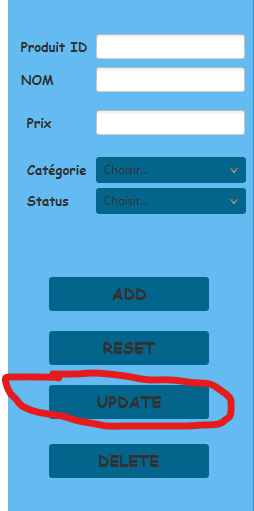 Produit ID
NOM
Prix
Catégorie Choisir...
Status Choisir...
ADD
RESET
UPDATE
DELETE